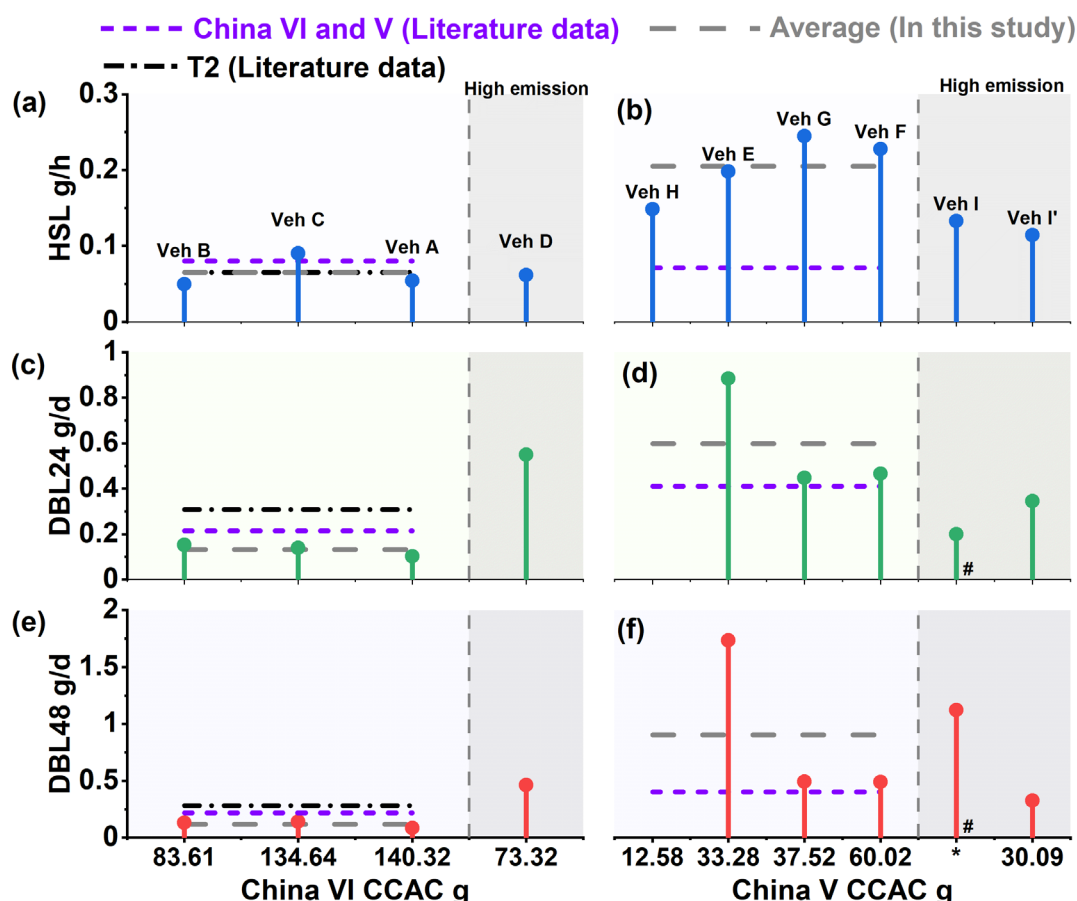 China VI and V (Literature data)
Average (In this study)
T2 (Literature data)
(a)
High emission
HSL g/h
0.3
0.2
0.1
0
Veh B
Veh C
Veh A
Veh D
(b)
High emission
Veh H
Veh E
Veh G
Veh F
Veh I
Veh I'
(c)
DBL24 g/d
1
0.8
0.6
0.4
0.2
0
(d)
#
(e)
DBL48 g/d
2
1.5
1
0.5
0
83.61 134.64 140.32 73.32
China VI CCAC g
(f)
#
12.58 33.28 37.52 60.02 * 30.09
China V CCAC g